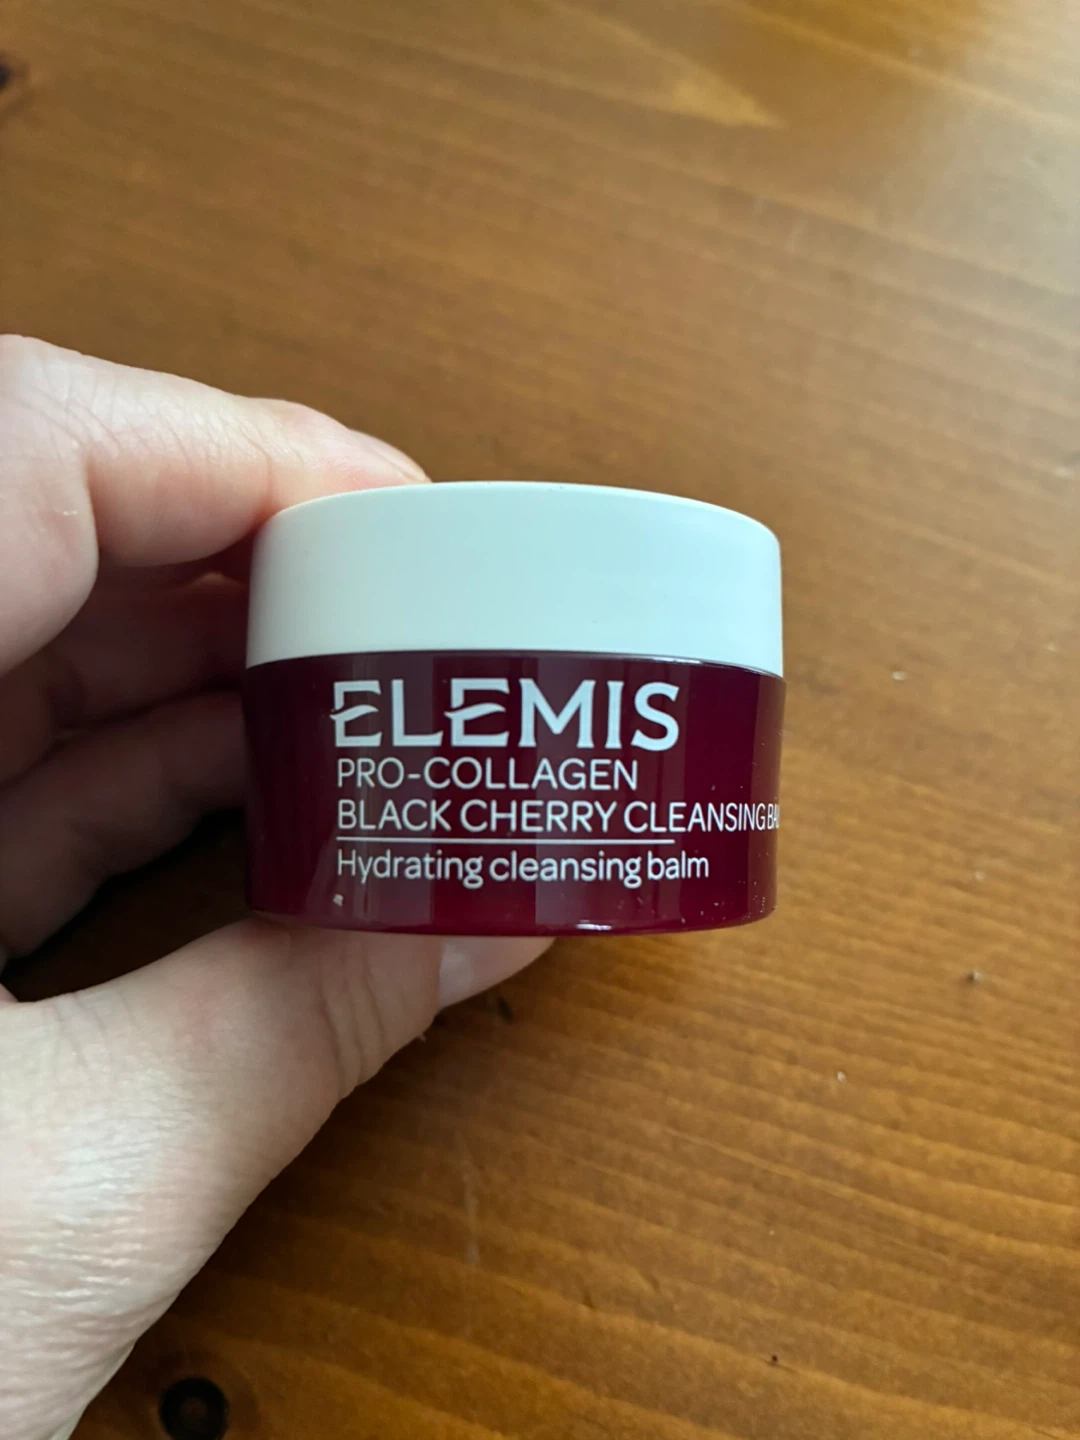 ELEMIS
PRO-COLLAGEN
BLACK CHERRY CLEANSING
Hydrating cleansing balm